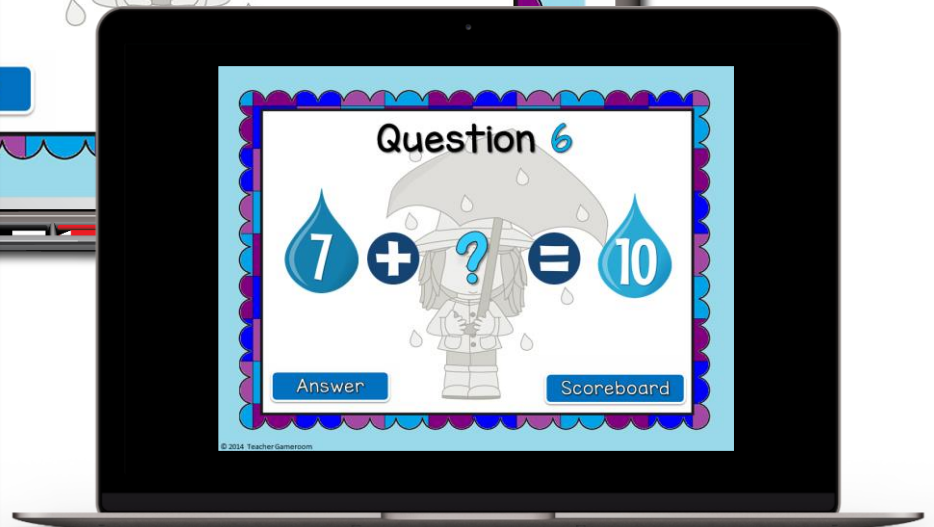 Question 6
7 + ? = 10
Answer
Scoreboard
© 2014 Teacher Gameroom